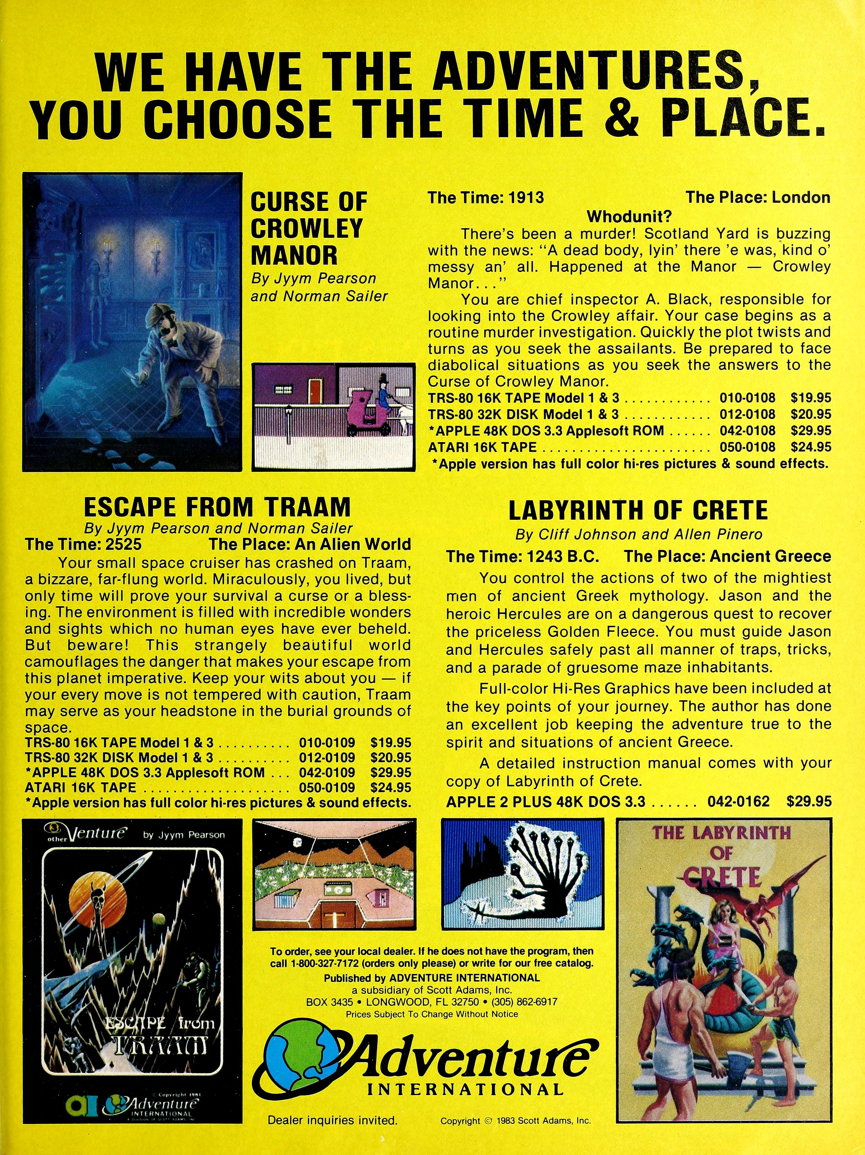 WE HAVE THE ADVENTURES,
YOU CHOOSE THE TIME & PLACE.
CURSE OF
CROWLEY
MANOR
By Jyym Pearson
and Norman Sailer
The Time: 1913 The Place: London
Whodunit?
There's been a murder! Scotland Yard is buzzing
with the news: "A dead body, lyin' there 'e was, kind o'
messy an' all. Happened at the Manor — Crowley
Manor..."
You are chief inspector A. Black, responsible for
looking into the Crowley affair. Your case begins as a
routine murder investigation. Quickly the plot twists and
turns as you seek the assailants. Be prepared to face
diabolical situations as you seek the answers to the
Curse of Crowley Manor.
TRS-80 16K TAPE Model 1 & 3 ............ 010-0108 $19.95
TRS-80 32K DISK Model 1 & 3 ............ 012-0108 $20.95
*APPLE 48K DOS 3.3 Applesoft ROM ...... 042-0108 $29.95
ATARI 16K TAPE ........................ 050-0108 $24.95
*Apple version has full color hi-res pictures & sound effects.
ESCAPE FROM TRAAM
By Jyym Pearson and Norman Sailer
The Time: 2525 The Place: An Alien World
Your small space cruiser has crashed on Traam,
a bizzare, far-flung world. Miraculously, you lived, but
only time will prove your survival a curse or a bless-
ing. The environment is filled with incredible wonders
and sights which no human eyes have ever beheld.
But beware! This strangely beautiful world
camouflages the danger that makes your escape from
this planet imperative. Keep your wits about you — if
your every move is not tempered with caution, Traam
may serve as your headstone in the burial grounds of
space.
TRS-80 16K TAPE Model 1 & 3 .......... 010-0109 $19.95
TRS-80 32K DISK Model 1 & 3 .......... 012-0109 $20.95
*APPLE 48K DOS 3.3 Applesoft ROM ... 042-0109 $29.95
ATARI 16K TAPE .................... 050-0109 $24.95
*Apple version has full color hi-res pictures & sound effects.
LABYRINTH OF CRETE
By Cliff Johnson and Allen Pinero
The Time: 1243 B.C. The Place: Ancient Greece
You control the actions of two of the mightiest
men of ancient Greek mythology. Jason and the
heroic Hercules are on a dangerous quest to recover
the priceless Golden Fleece. You must guide Jason
and Hercules safely past all manner of traps, tricks,
and a parade of gruesome maze inhabitants.
Full-color Hi-Res Graphics have been included at
the key points of your journey. The author has done
an excellent job keeping the adventure true to the
spirit and situations of ancient Greece.
A detailed instruction manual comes with your
copy of Labyrinth of Crete.
APPLE 2 PLUS 48K DOS 3.3 ...... 042-0162 $29.95
other Venture by Jyym Pearson
ESCAPE from
TRAAM
Copyright 1981
ai Adventure
INTERNATIONAL
THE LABYRINTH
OF
CRETE
To order, see your local dealer. If he does not have the program, then
call 1-800-327-7172 (orders only please) or write for our free catalog.
Published by ADVENTURE INTERNATIONAL
a subsidiary of Scott Adams, Inc.
BOX 3435 • LONGWOOD, FL 32750 • (305) 862-6917
Prices Subject To Change Without Notice
Adventure
INTERNATIONAL
Dealer inquiries invited. Copyright © 1983 Scott Adams, Inc.
3